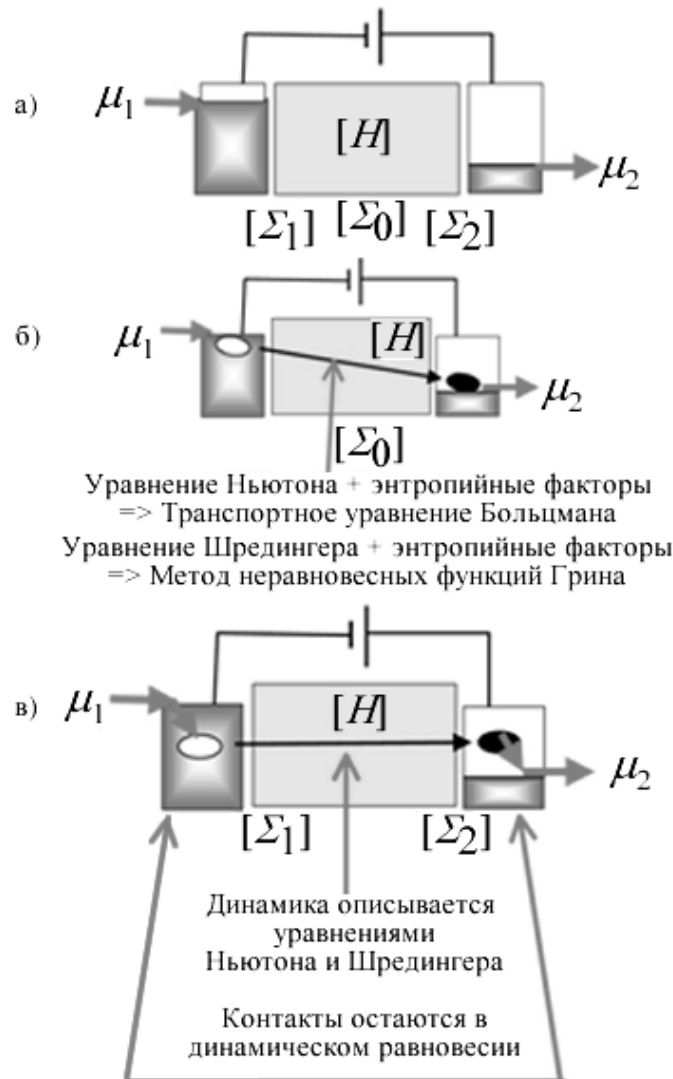 а)
μ₁
[H]
μ₂
[Σ₁] [Σ₀] [Σ₂]
б)
μ₁
[H]
μ₂
[Σ₀]
Уравнение Ньютона + энтропийные факторы
=> Транспортное уравнение Больцмана
Уравнение Шредингера + энтропийные факторы
=> Метод неравновесных функций Грина
в)
μ₁
[H]
μ₂
[Σ₁] [Σ₂]
Динамика описывается
уравнениями
Ньютона и Шредингера
Контакты остаются в
динамическом равновесии